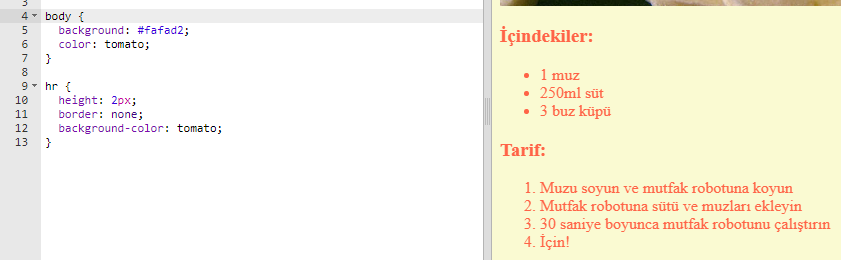 3
4 body {
5 background: #fafad2;
6 color: tomato;
7 }
8
9 hr {
10 height: 2px;
11 border: none;
12 background-color: tomato;
13 }
İçindekiler:
• 1 muz
• 250ml süt
• 3 buz küpü
Tarif:
1. Muzu soyun ve mutfak robotuna koyun
2. Mutfak robotuna sütü ve muzları ekleyin
3. 30 saniye boyunca mutfak robotunu çalıştırın
4. İçin!